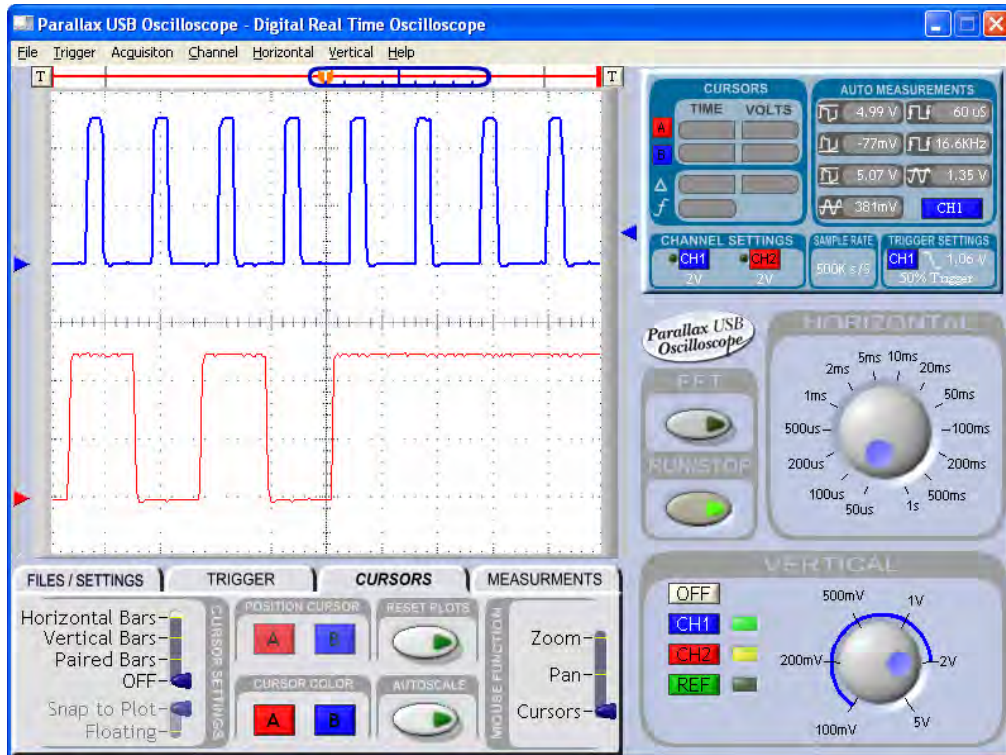 Parallax USB Oscilloscope - Digital Real Time Oscilloscope
File Trigger Acquisiton Channel Horizontal Vertical Help
T T
CURSORS
TIME VOLTS
A
B
Δ
f
AUTO MEASUREMENTS
4.99 V 60 uS
-77mV 16.6KHz
5.07 V 1.35 V
381mV CH1
CHANNEL SETTINGS
CH1 CH2
2V 2V
SAMPLE RATE
500K s/S
TRIGGER SETTINGS
CH1 1.06 V
50% Trigger
Parallax USB
Oscilloscope
FFT
RUN/STOP
HORIZONTAL
5ms 10ms
2ms 20ms
1ms 50ms
500us 100ms
200us 200ms
100us 500ms
50us 1s
FILES / SETTINGS TRIGGER CURSORS MEASURMENTS
Horizontal Bars
Vertical Bars
Paired Bars
OFF
Snap to Plot
Floating
CURSOR SETTINGS
POSITION CURSOR
A B
CURSOR COLOR
A B
RESET PLOTS
AUTOSCALE
MOUSE FUNCTION
Zoom
Pan
Cursors
VERTICAL
OFF
CH1
CH2
REF
500mV 1V
200mV 2V
100mV 5V